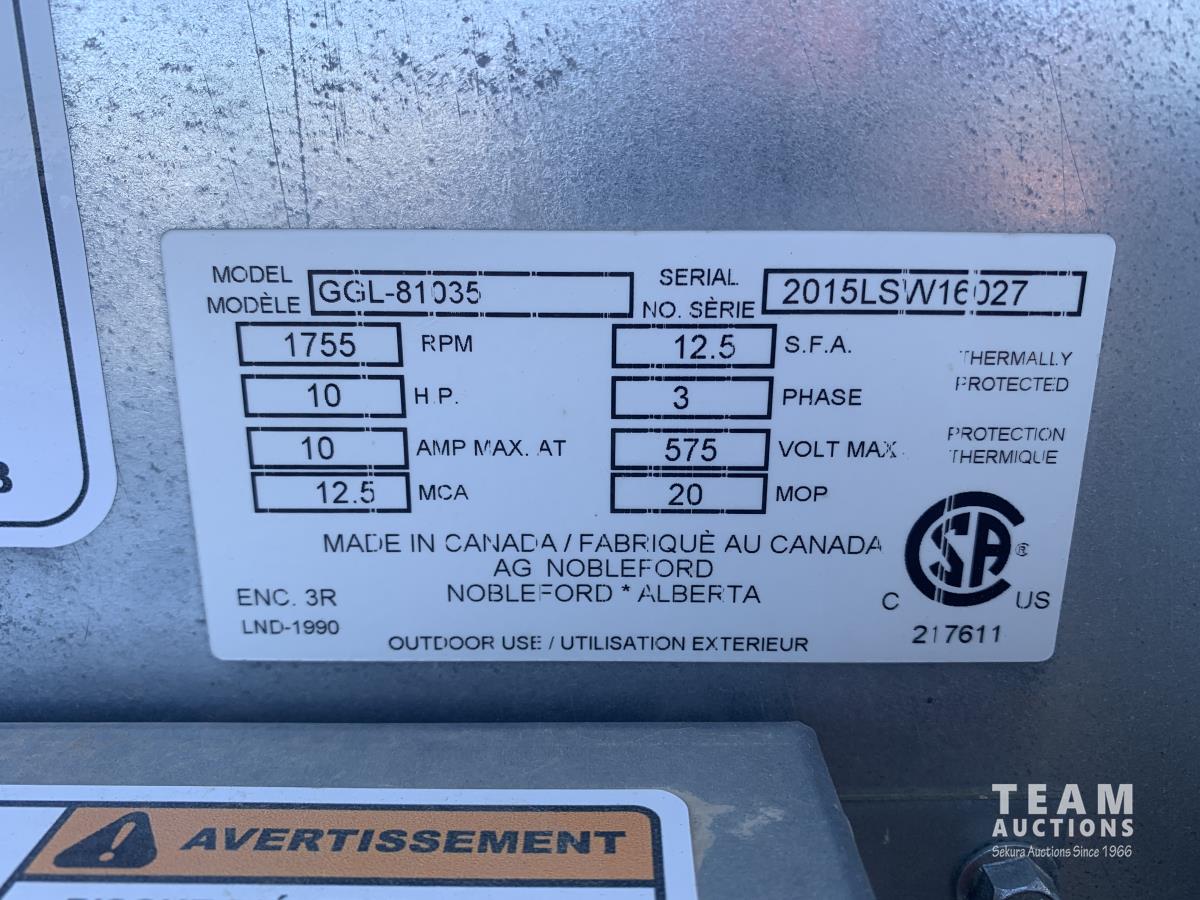 MODEL
MODÈLE GGL-81035
SERIAL
NO. SÈRIE 2015LSW16027
1755 RPM
12.5 S.F.A.
10 H.P.
3 PHASE
THERMALLY
PROTECTED
10 AMP MAX. AT
575 VOLT MAX
PROTECTION
THERMIQUE
12.5 MCA
20 MOP
MADE IN CANADA / FABRIQUÈ AU CANADA
AG NOBLEFORD
NOBLEFORD * ALBERTA
ENC. 3R
LND-1990
OUTDOOR USE / UTILISATION EXTERIEUR
CSA ®
C US
217611
AVERTISSEMENT
TEAM
AUCTIONS
Sekura Auctions Since 1966